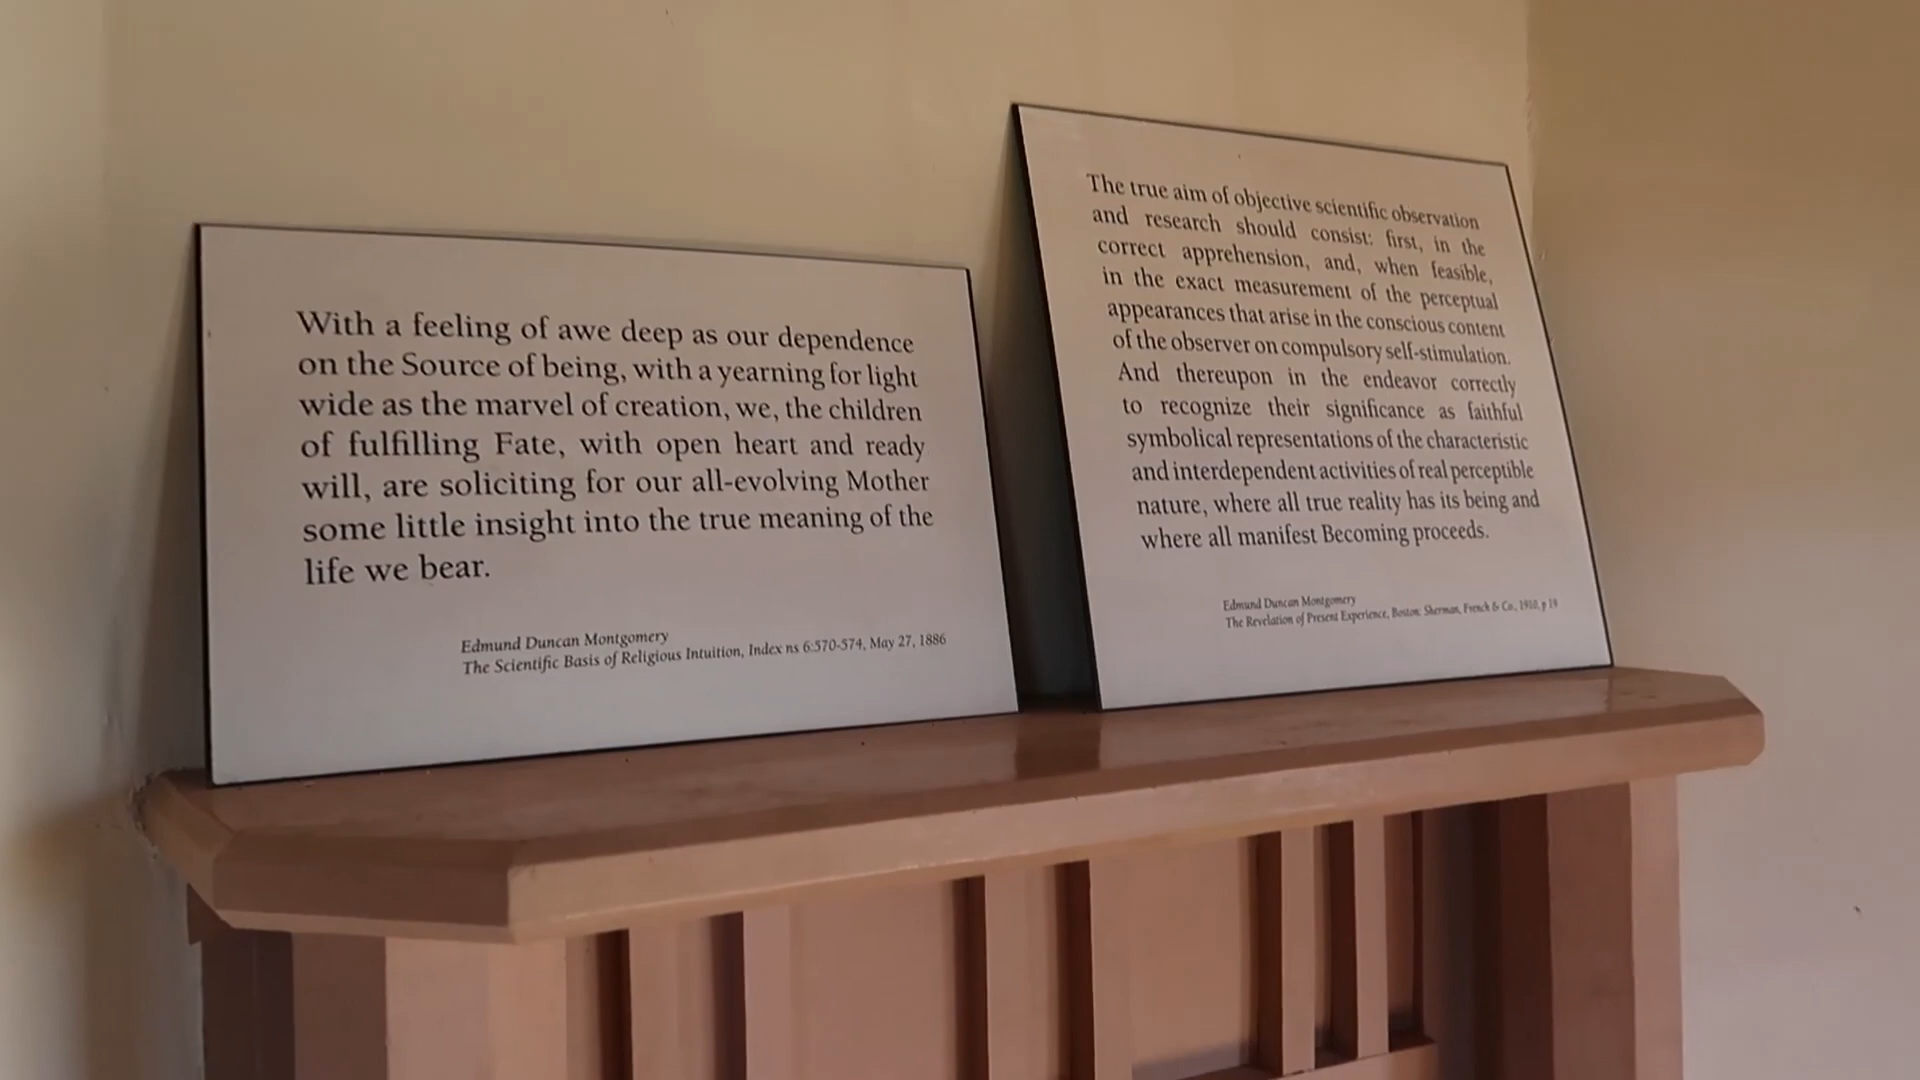 With a feeling of awe deep as our dependence
on the Source of being, with a yearning for light
wide as the marvel of creation, we, the children
of fulfilling Fate, with open heart and ready
will, are soliciting for our all-evolving Mother
some little insight into the true meaning of the
life we bear.
Edmund Duncan Montgomery
The Scientific Basis of Religious Intuition, Index ns 6:570-574, May 27, 1886
The true aim of objective scientific observation
and research should consist: first, in the
correct apprehension, and, when feasible,
in the exact measurement of the perceptual
appearances that arise in the conscious content
of the observer on compulsory self-stimulation.
And thereupon in the endeavor correctly
to recognize their significance as faithful
symbolical representations of the characteristic
and interdependent activities of real perceptible
nature, where all true reality has its being and
where all manifest Becoming proceeds.
Edmund Duncan Montgomery
The Revelation of Present Experience, Boston: Sherman, French & Co., 1910, p 19